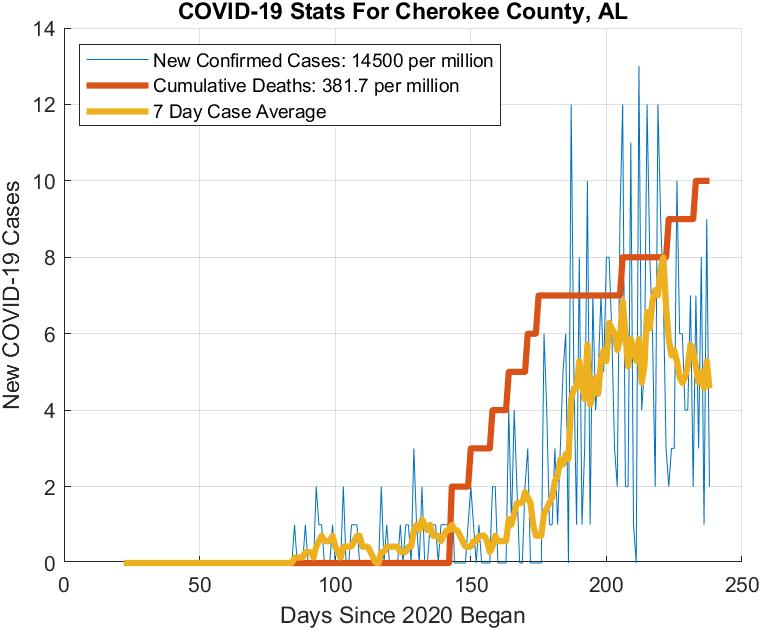 COVID-19 Stats For Cherokee County, AL
14
12
10
8
6
4
2
0
New COVID-19 Cases
New Confirmed Cases: 14500 per million
Cumulative Deaths: 381.7 per million
7 Day Case Average
0 50 100 150 200 250
Days Since 2020 Began